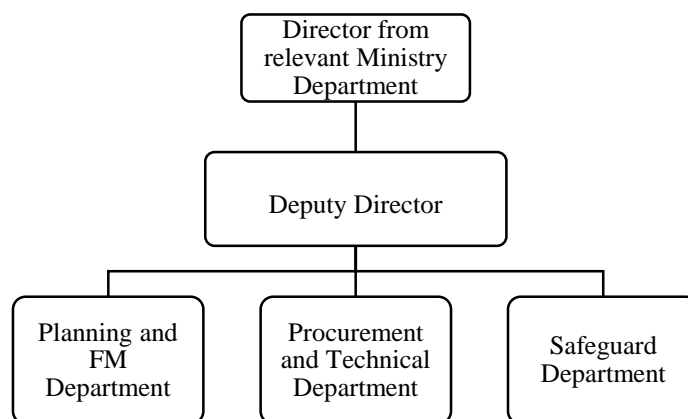 Director from
relevant Ministry
Department
Deputy Director
Planning and
FM
Department
Procurement
and Technical
Department
Safeguard
Department